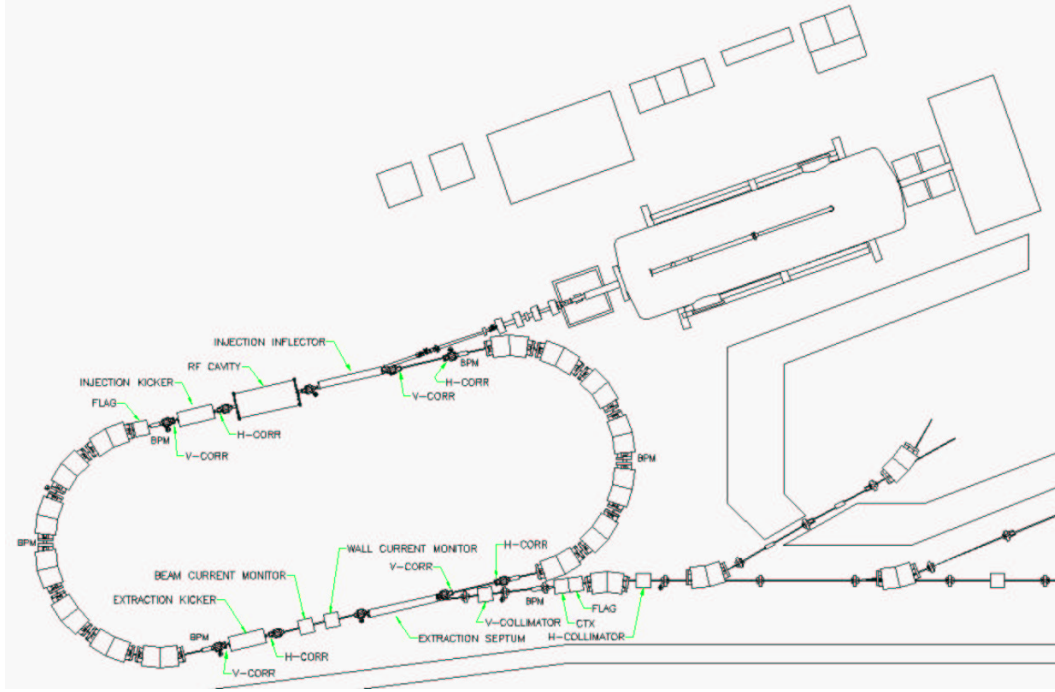 INJECTION INFLECTOR
RF CAVITY
BPM
INJECTION KICKER
H-CORR
V-CORR
FLAG
BPM
H-CORR
V-CORR
BPM
BPM
WALL CURRENT MONITOR
H-CORR
V-CORR
BEAM CURRENT MONITOR
EXTRACTION KICKER
BPM
FLAG
V-COLLIMATOR
CTX
EXTRACTION SEPTUM
H-COLLIMATOR
BPM
H-CORR
V-CORR